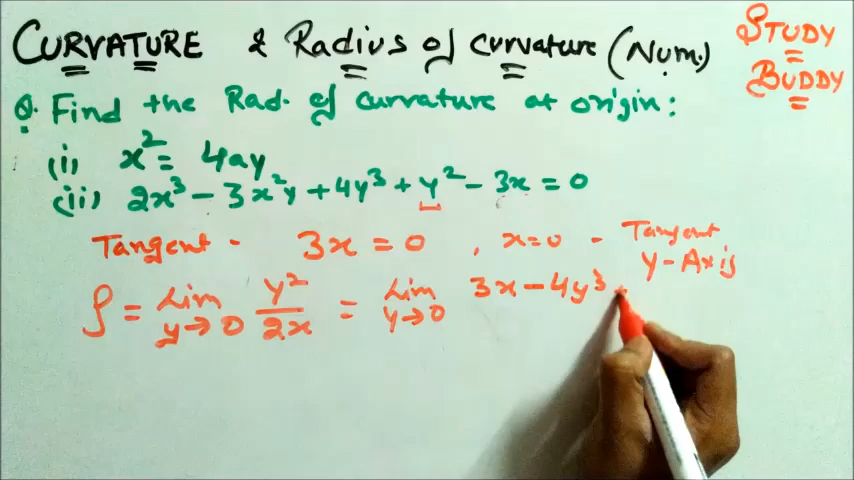 CURVATURE & Radius of curvature (Num.)
STUDY
BUDDY
Q. Find the Rad. of curvature at origin:
(i) x² = 4ay
(ii) 2x³ - 3x²y + 4y³ + y² - 3x = 0
Tangent - 3x = 0 , x=0 - Tangent
Y-Axis
ρ = Lim y→0 y²/2x = Lim y→0 3x - 4y³